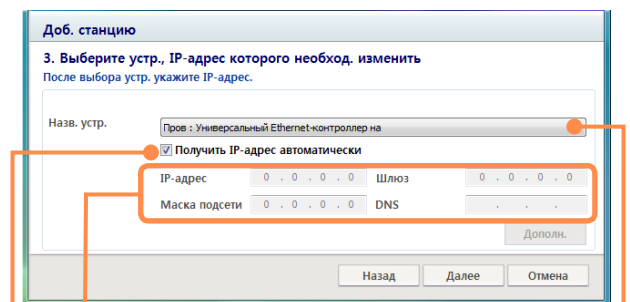 Доб. станцию
3. Выберите устр., IP-адрес которого необход. изменить
После выбора устр. укажите IP-адрес.
Назв. устр.
Пров : Универсальный Ethernet-контроллер на
Получить IP-адрес автоматически
IP-адрес 0 . 0 . 0 . 0 Шлюз 0 . 0 . 0 . 0
Маска подсети 0 . 0 . 0 . 0 DNS . . .
Дополн.
Назад Далее Отмена